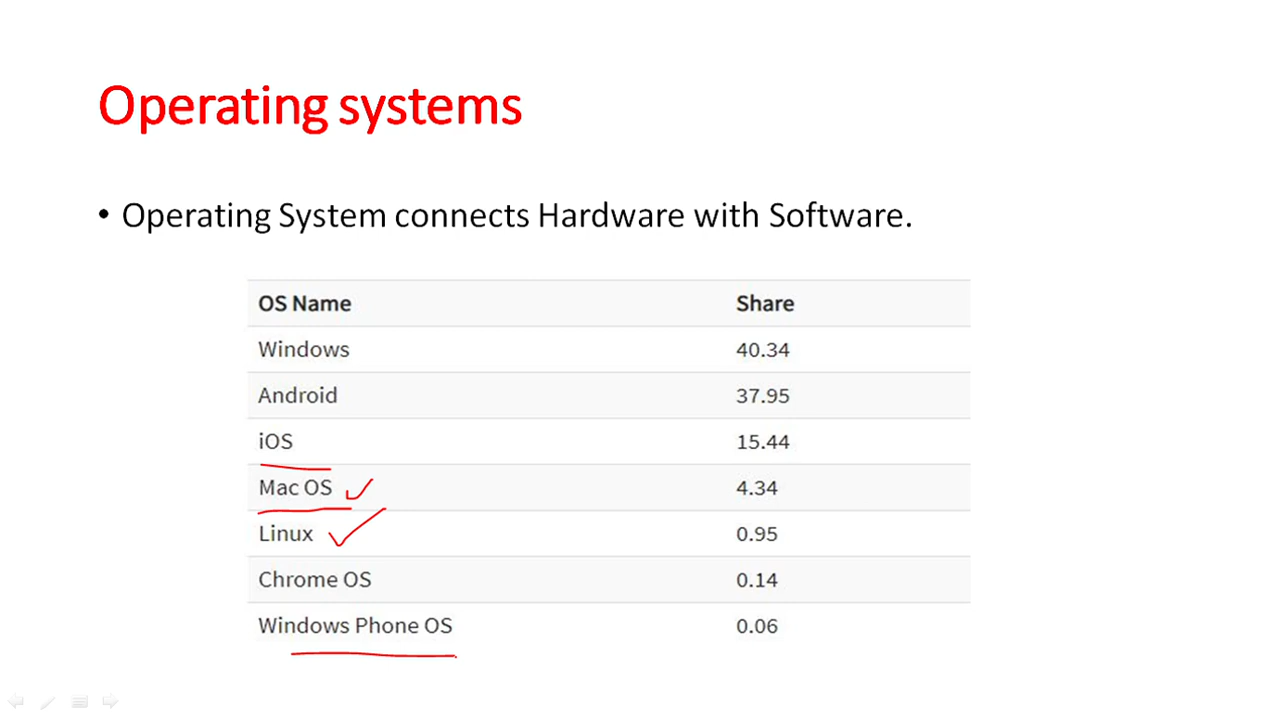 Operating systems
• Operating System connects Hardware with Software.
OS Name Share
Windows 40.34
Android 37.95
iOS 15.44
Mac OS 4.34
Linux 0.95
Chrome OS 0.14
Windows Phone OS 0.06